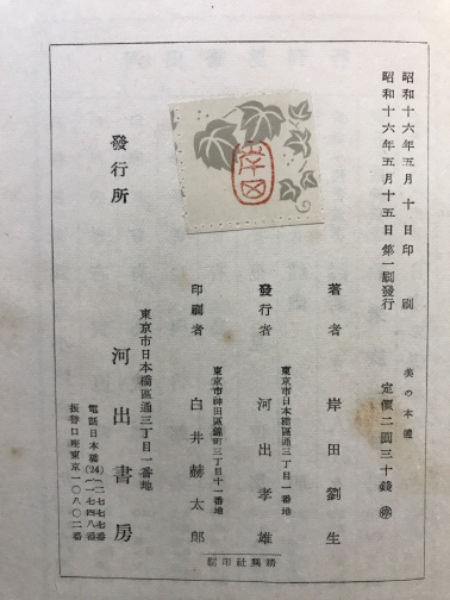 昭和十六年五月十日印刷
昭和十六年五月十五日第一刷發行
美の本體
定價二圓三十錢
岸田
著者 岸田劉生
東京市日本橋區通三丁目一番地
發行者 河出孝雄
東京市神田區錦町三丁目十一番地
印刷者 白井赫太郎
發行所
東京市日本橋區通三丁目一番地
河出書房
電話日本橋(24)
振替口座東京一〇八〇二番
精興社印刷